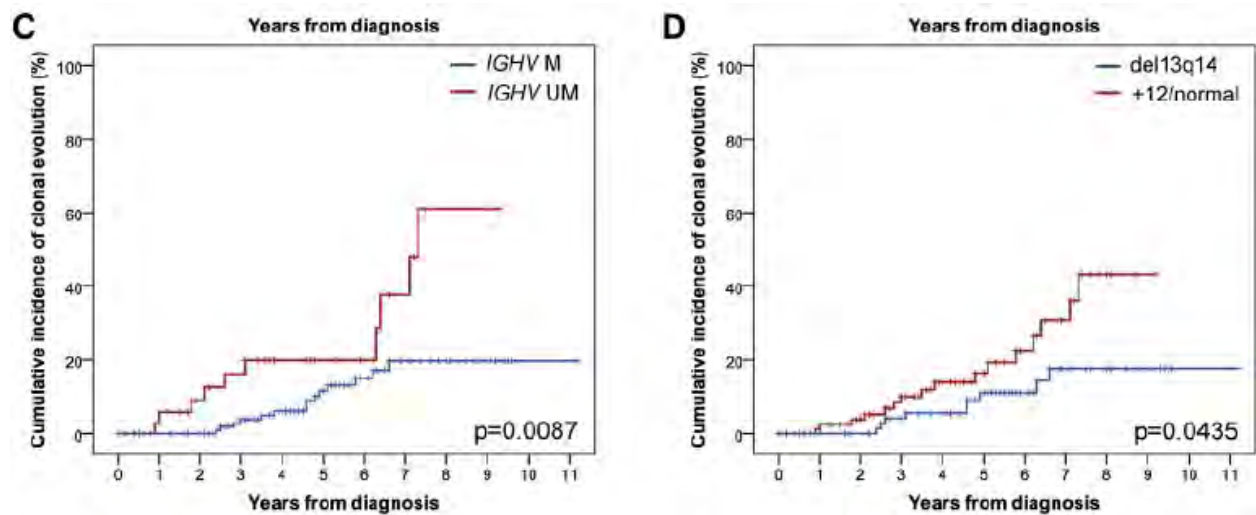 C
Years from diagnosis
Cumulative incidence of clonal evolution (%)
100
80
60
40
20
0
IGHV M
IGHV UM
p=0.0087
0 1 2 3 4 5 6 7 8 9 10 11
Years from diagnosis
D
Years from diagnosis
Cumulative incidence of clonal evolution (%)
100
80
60
40
20
0
del13q14
+12/normal
p=0.0435
0 1 2 3 4 5 6 7 8 9 10 11
Years from diagnosis